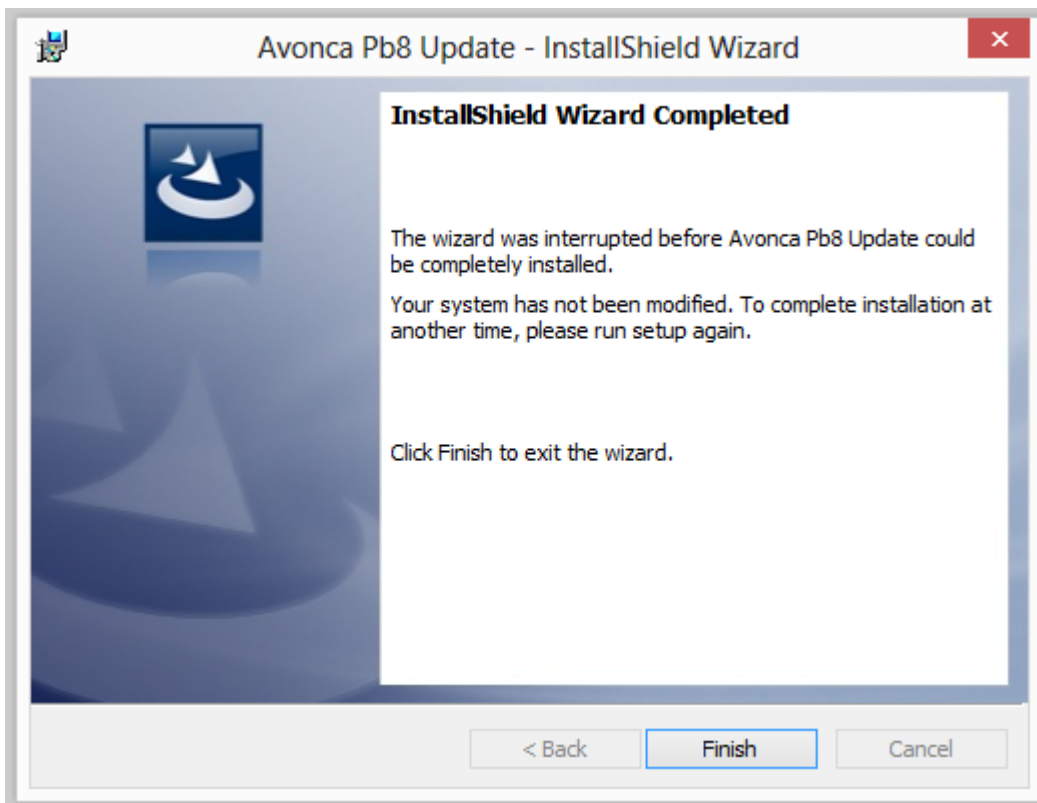 Avonca Pb8 Update - InstallShield Wizard
InstallShield Wizard Completed
The wizard was interrupted before Avonca Pb8 Update could
be completely installed.
Your system has not been modified. To complete installation at
another time, please run setup again.
Click Finish to exit the wizard.
< Back Finish Cancel